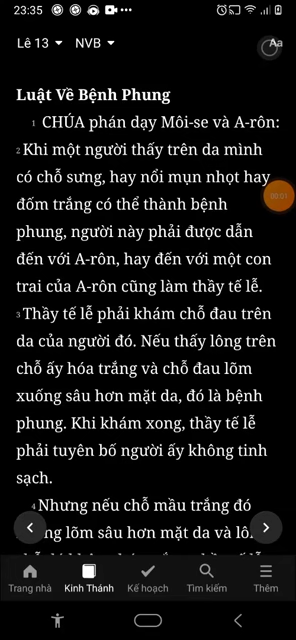 23:35
Lê 13 NVB Aa
Luật Về Bệnh Phung
1 CHÚA phán dạy Môi-se và A-rôn:
2 Khi một người thấy trên da mình
có chỗ sưng, hay nổi mụn nhọt hay
đốm trắng có thể thành bệnh
00:01
phung, người này phải được dẫn
đến với A-rôn, hay đến với một con
trai của A-rôn cũng làm thầy tế lễ.
3 Thầy tế lễ phải khám chỗ đau trên
da của người đó. Nếu thấy lông trên
chỗ ấy hóa trắng và chỗ đau lõm
xuống sâu hơn mặt da, đó là bệnh
phung. Khi khám xong, thầy tế lễ
phải tuyên bố người ấy không tinh
sạch.
4 Nhưng nếu chỗ mầu trắng đó
lõm sâu hơn mặt da và
Trang nhà Kinh Thánh Kế hoạch Tìm kiếm Thêm